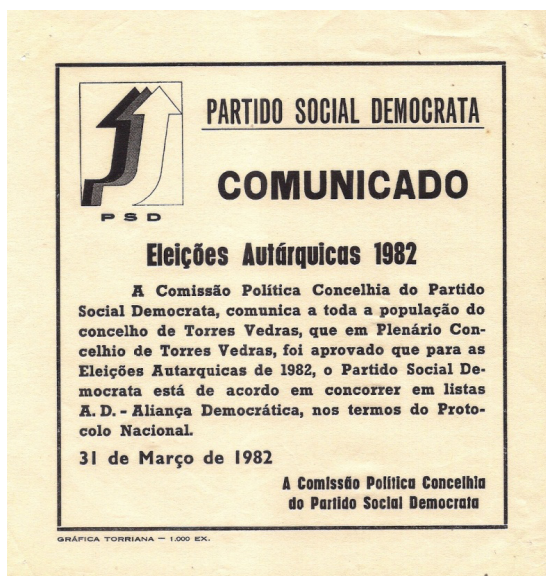 PARTIDO SOCIAL DEMOCRATA
COMUNICADO
PSD
Eleições Autárquicas 1982
A Comissão Política Concelhia do Partido
Social Democrata, comunica a toda a população do
concelho de Torres Vedras, que em Plenário Con-
celhio de Torres Vedras, foi aprovado que para as
Eleições Autarquicas de 1982, o Partido Social De-
mocrata está de acordo em concorrer em listas
A. D. - Aliança Democrática, nos termos do Proto-
colo Nacional.
31 de Março de 1982
A Comissão Política Concelhia
do Partido Social Democrata
GRÁFICA TORRIANA — 1.000 EX.